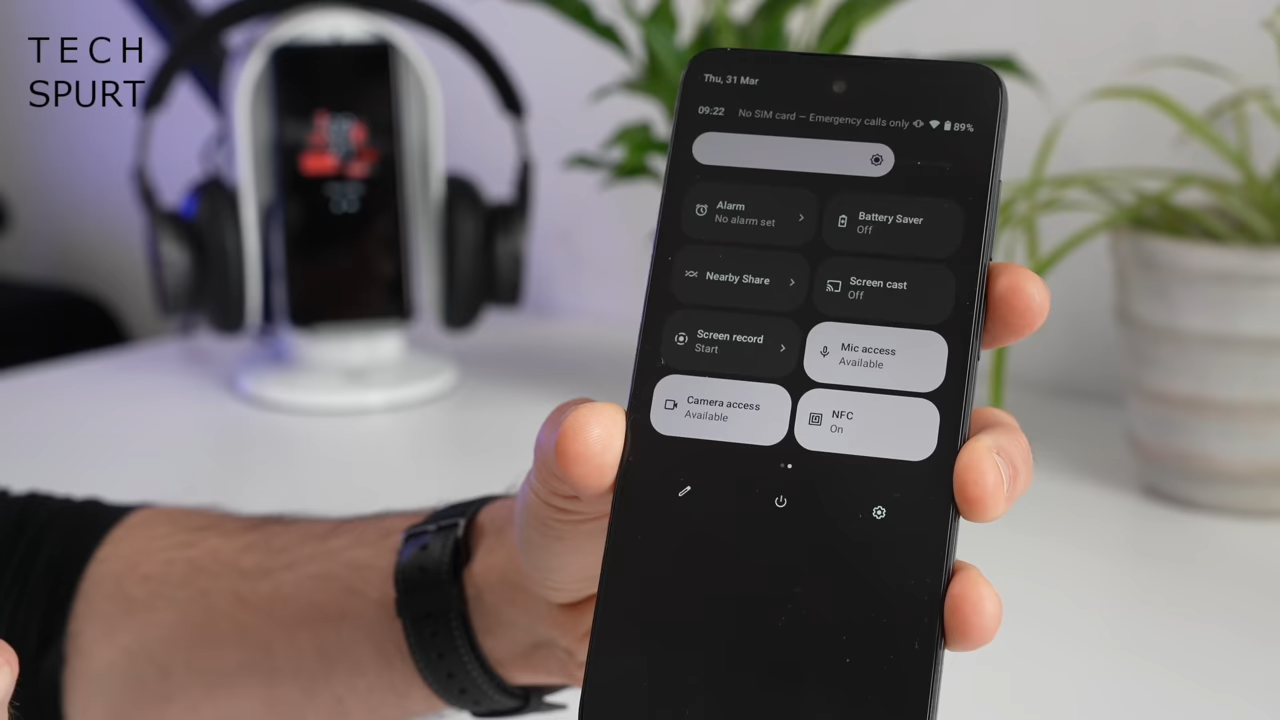 TECH
SPURT
Thu, 31 Mar
09:22 No SIM card — Emergency calls only 89%
Alarm
No alarm set
Battery Saver
Off
Nearby Share
Screen cast
Off
Screen record
Start
Mic access
Available
Camera access
Available
NFC
On